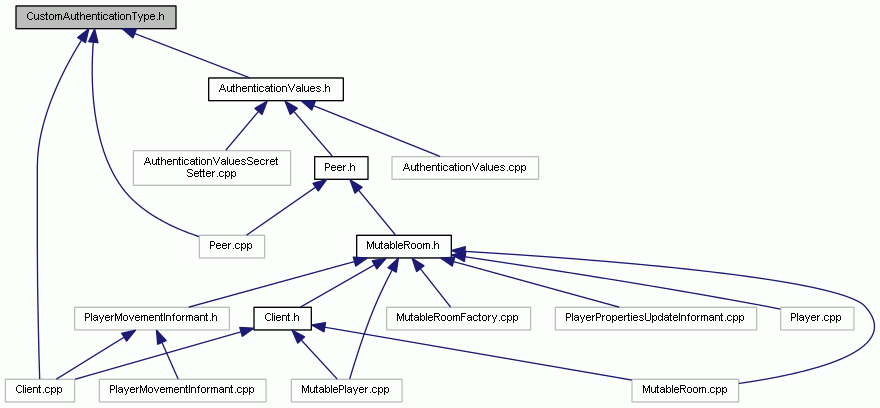 CustomAuthenticationType.h
AuthenticationValues.h
AuthenticationValuesSecret
Setter.cpp
Peer.h
AuthenticationValues.cpp
Peer.cpp
MutableRoom.h
PlayerMovementInformant.h
Client.h
MutableRoomFactory.cpp
PlayerPropertiesUpdateInformant.cpp
Player.cpp
Client.cpp
PlayerMovementInformant.cpp
MutablePlayer.cpp
MutableRoom.cpp